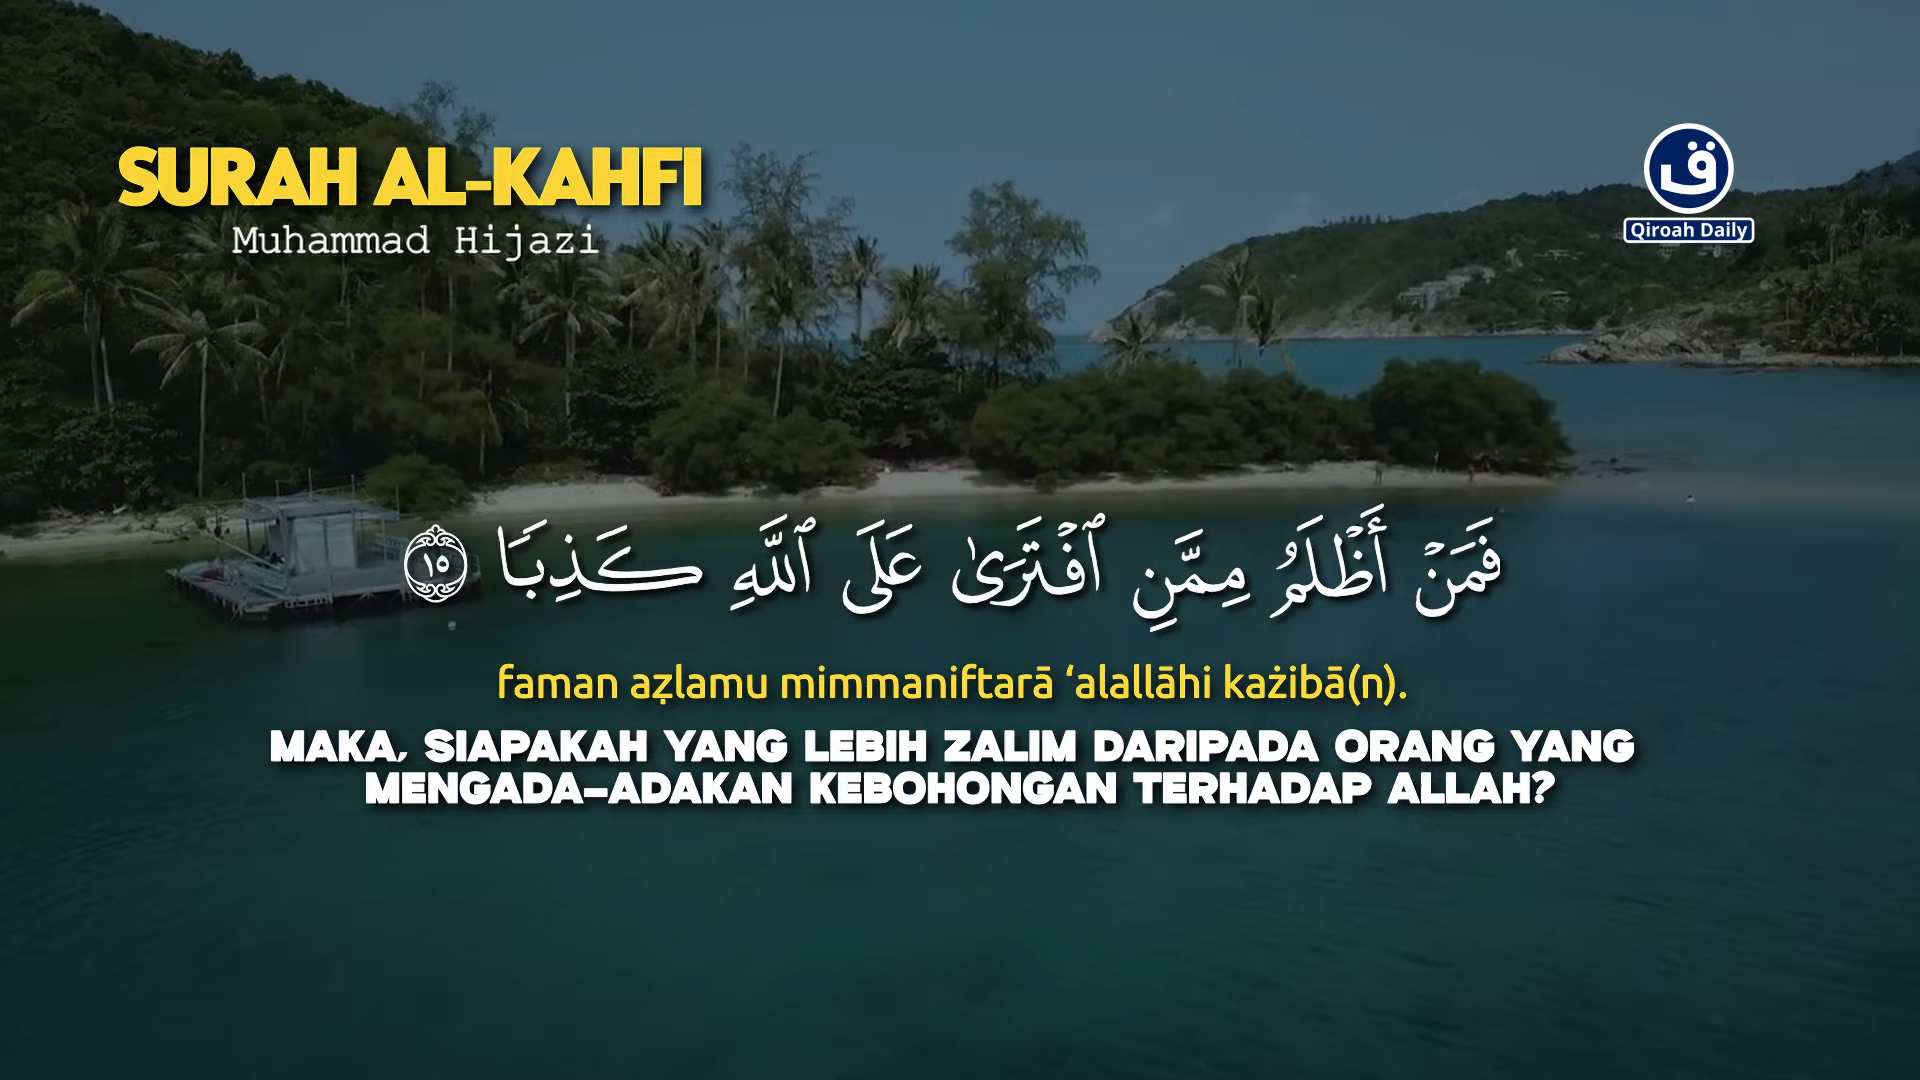 SURAH AL-KAHFI
Muhammad Hijazi
ق
Qiroah Daily
فَمَنْ أَظْلَمُ مِمَّنِ ٱفْتَرَىٰ عَلَى ٱللَّهِ كَذِبًا ١٥
faman aẓlamu mimmaniftarā ‘alallāhi każibā(n).
MAKA, SIAPAKAH YANG LEBIH ZALIM DARIPADA ORANG YANG
MENGADA-ADAKAN KEBOHONGAN TERHADAP ALLAH?